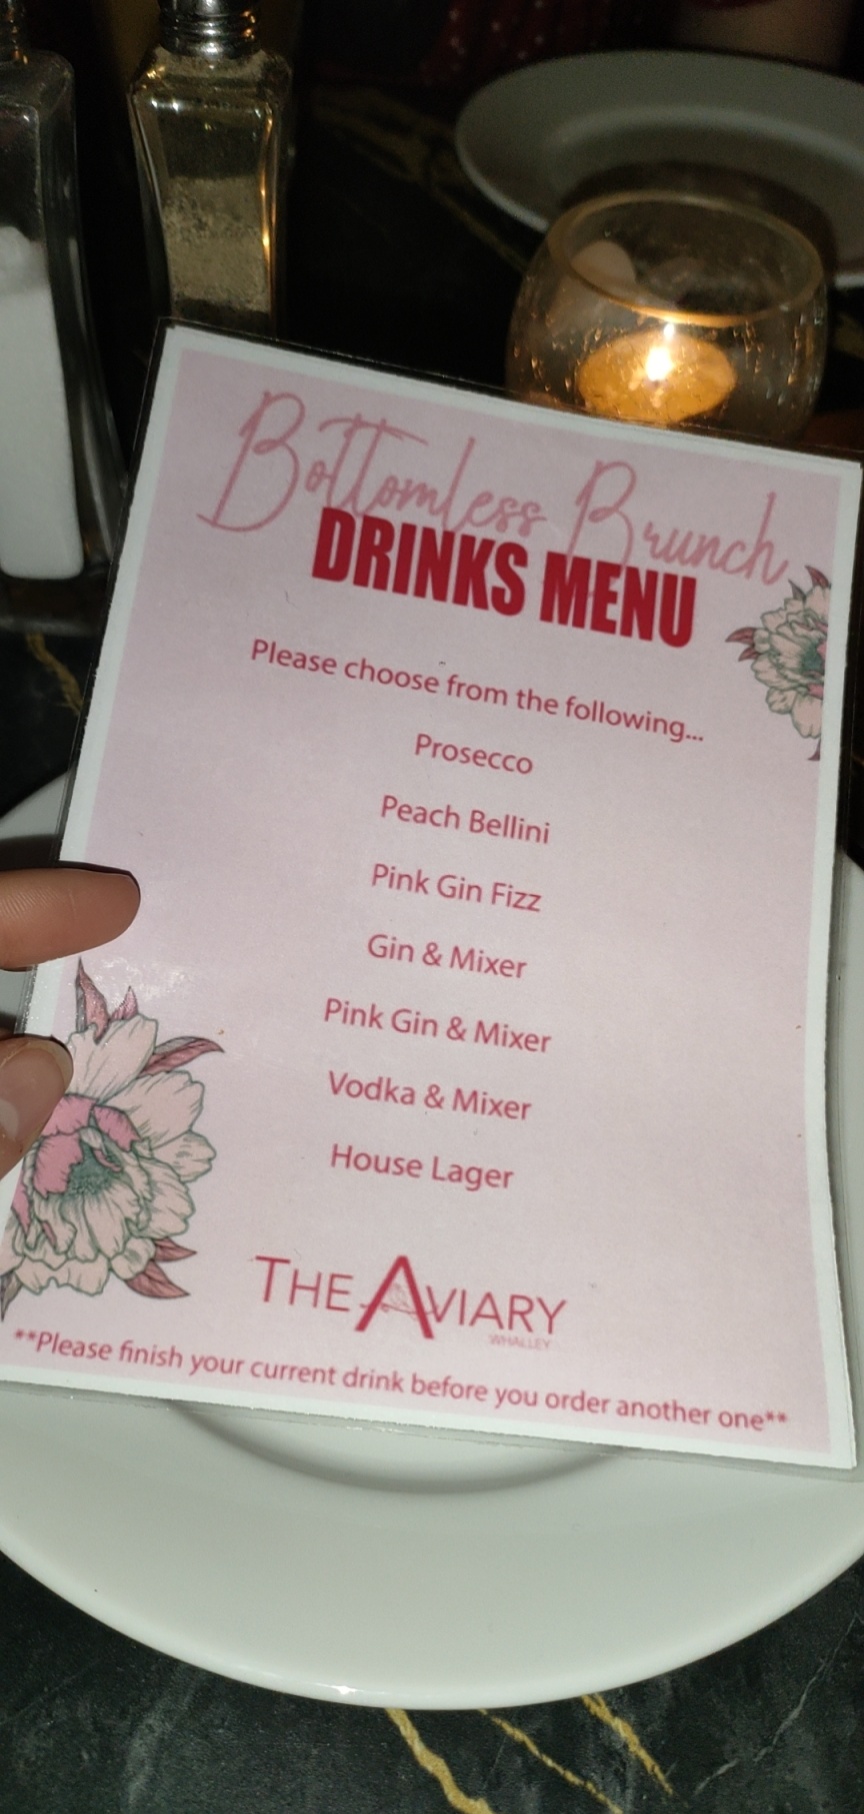 Bottomless Brunch
DRINKS MENU
Please choose from the following...
Prosecco
Peach Bellini
Pink Gin Fizz
Gin & Mixer
Pink Gin & Mixer
Vodka & Mixer
House Lager
THE AVIARY
WHALLEY
**Please finish your current drink before you order another one**